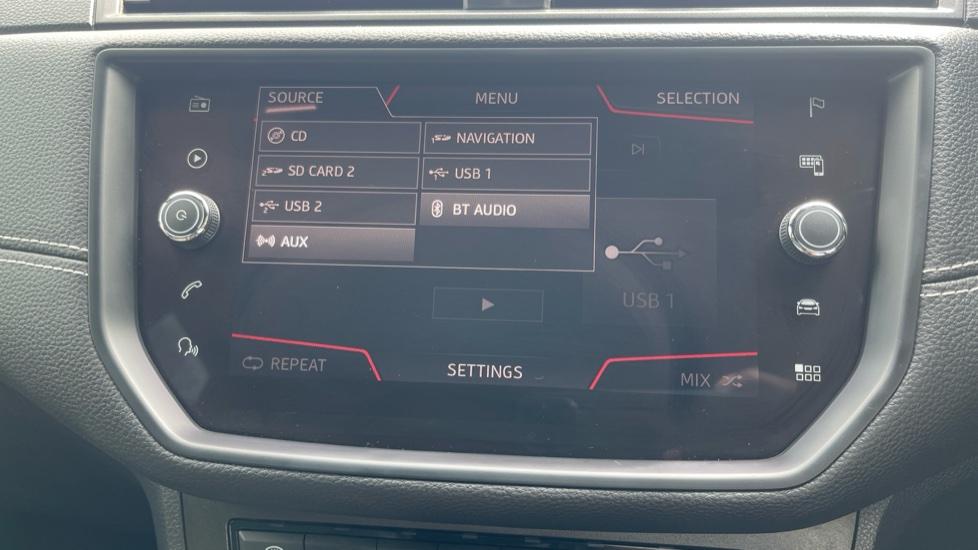 SOURCE MENU SELECTION
CD NAVIGATION
SD CARD 2 USB 1
USB 2 BT AUDIO
AUX
USB 1
REPEAT SETTINGS MIX